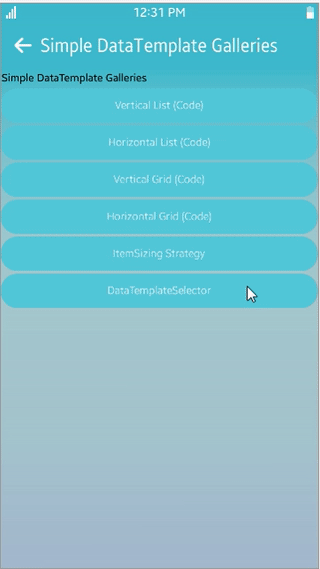 12:31 PM
Simple DataTemplate Galleries
Simple DataTemplate Galleries
Vertical List (Code)
Horizontal List (Code)
Vertical Grid (Code)
Horizontal Grid (Code)
ItemSizing Strategy
DataTemplateSelector